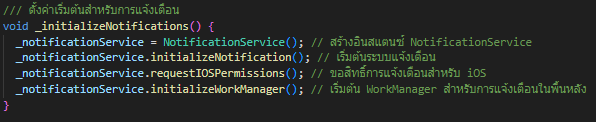 /// ตั้งค่าเริ่มต้นสำหรับการแจ้งเตือน
void _initializeNotifications() {
  _notificationService = NotificationService(); // สร้างอินสแตนซ์ NotificationService
  _notificationService.initializeNotification(); // เริ่มต้นระบบแจ้งเตือน
  _notificationService.requestIOSPermissions(); // ขอสิทธิ์การแจ้งเตือนสำหรับ iOS
  _notificationService.initializeWorkManager(); // เริ่มต้น WorkManager สำหรับการแจ้งเตือนในพื้นหลัง
}